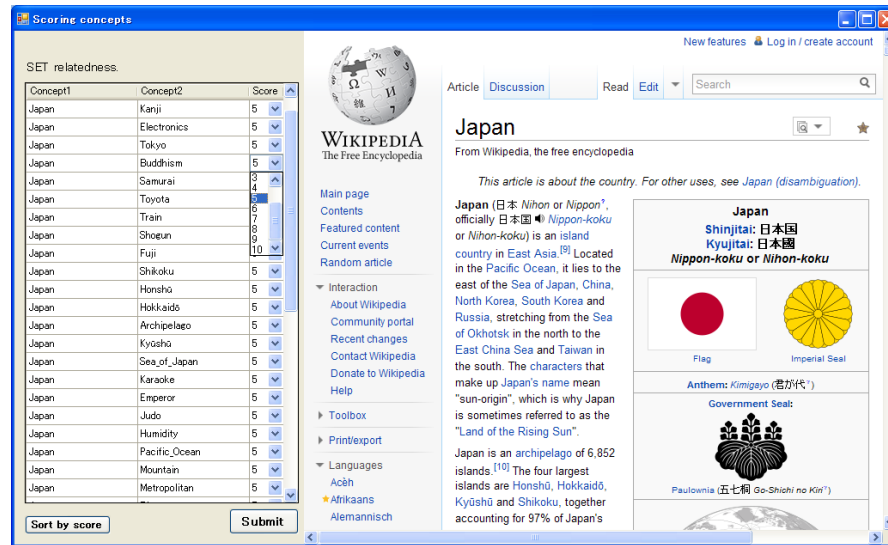 Scoring concepts
SET relatedness.
Concept1 Concept2 Score
Japan Kanji 5
Japan Electronics 5
Japan Tokyo 5
Japan Buddhism 5
Japan Samurai
Japan Toyota
Japan Train
Japan Shogun
Japan Fuji
3
4
5
6
7
8
9
10
Japan Shikoku 5
Japan Honshū 5
Japan Hokkaidō 5
Japan Archipelago 5
Japan Kyūshū 5
Japan Sea_of_Japan 5
Japan Karaoke 5
Japan Emperor 5
Japan Judo 5
Japan Humidity 5
Japan Pacific_Ocean 5
Japan Mountain 5
Japan Metropolitan 5
Sort by score
Submit
WIKIPEDIA
The Free Encyclopedia
Main page
Contents
Featured content
Current events
Random article
Interaction
About Wikipedia
Community portal
Recent changes
Contact Wikipedia
Donate to Wikipedia
Help
Toolbox
Print/export
Languages
Acèh
Afrikaans
Alemannisch
New features Log in / create account
Article Discussion Read Edit Search
Japan
From Wikipedia, the free encyclopedia
This article is about the country. For other uses, see Japan (disambiguation).
Japan (日本 Nihon or Nippon?,
officially 日本国 Nippon-koku
or Nihon-koku) is an island
country in East Asia.[9] Located
in the Pacific Ocean, it lies to the
east of the Sea of Japan, China,
North Korea, South Korea and
Russia, stretching from the Sea
of Okhotsk in the north to the
East China Sea and Taiwan in
the south. The characters that
make up Japan's name mean
"sun-origin", which is why Japan
is sometimes referred to as the
"Land of the Rising Sun".
Japan is an archipelago of 6,852
islands.[10] The four largest
islands are Honshū, Hokkaidō,
Kyūshū and Shikoku, together
accounting for 97% of Japan's
Japan
Shinjitai: 日本国
Kyujitai: 日本國
Nippon-koku or Nihon-koku
Flag Imperial Seal
Anthem: Kimigayo (君が代?)
Government Seal:
Paulownia (五七桐 Go-Shichi no Kiri?)